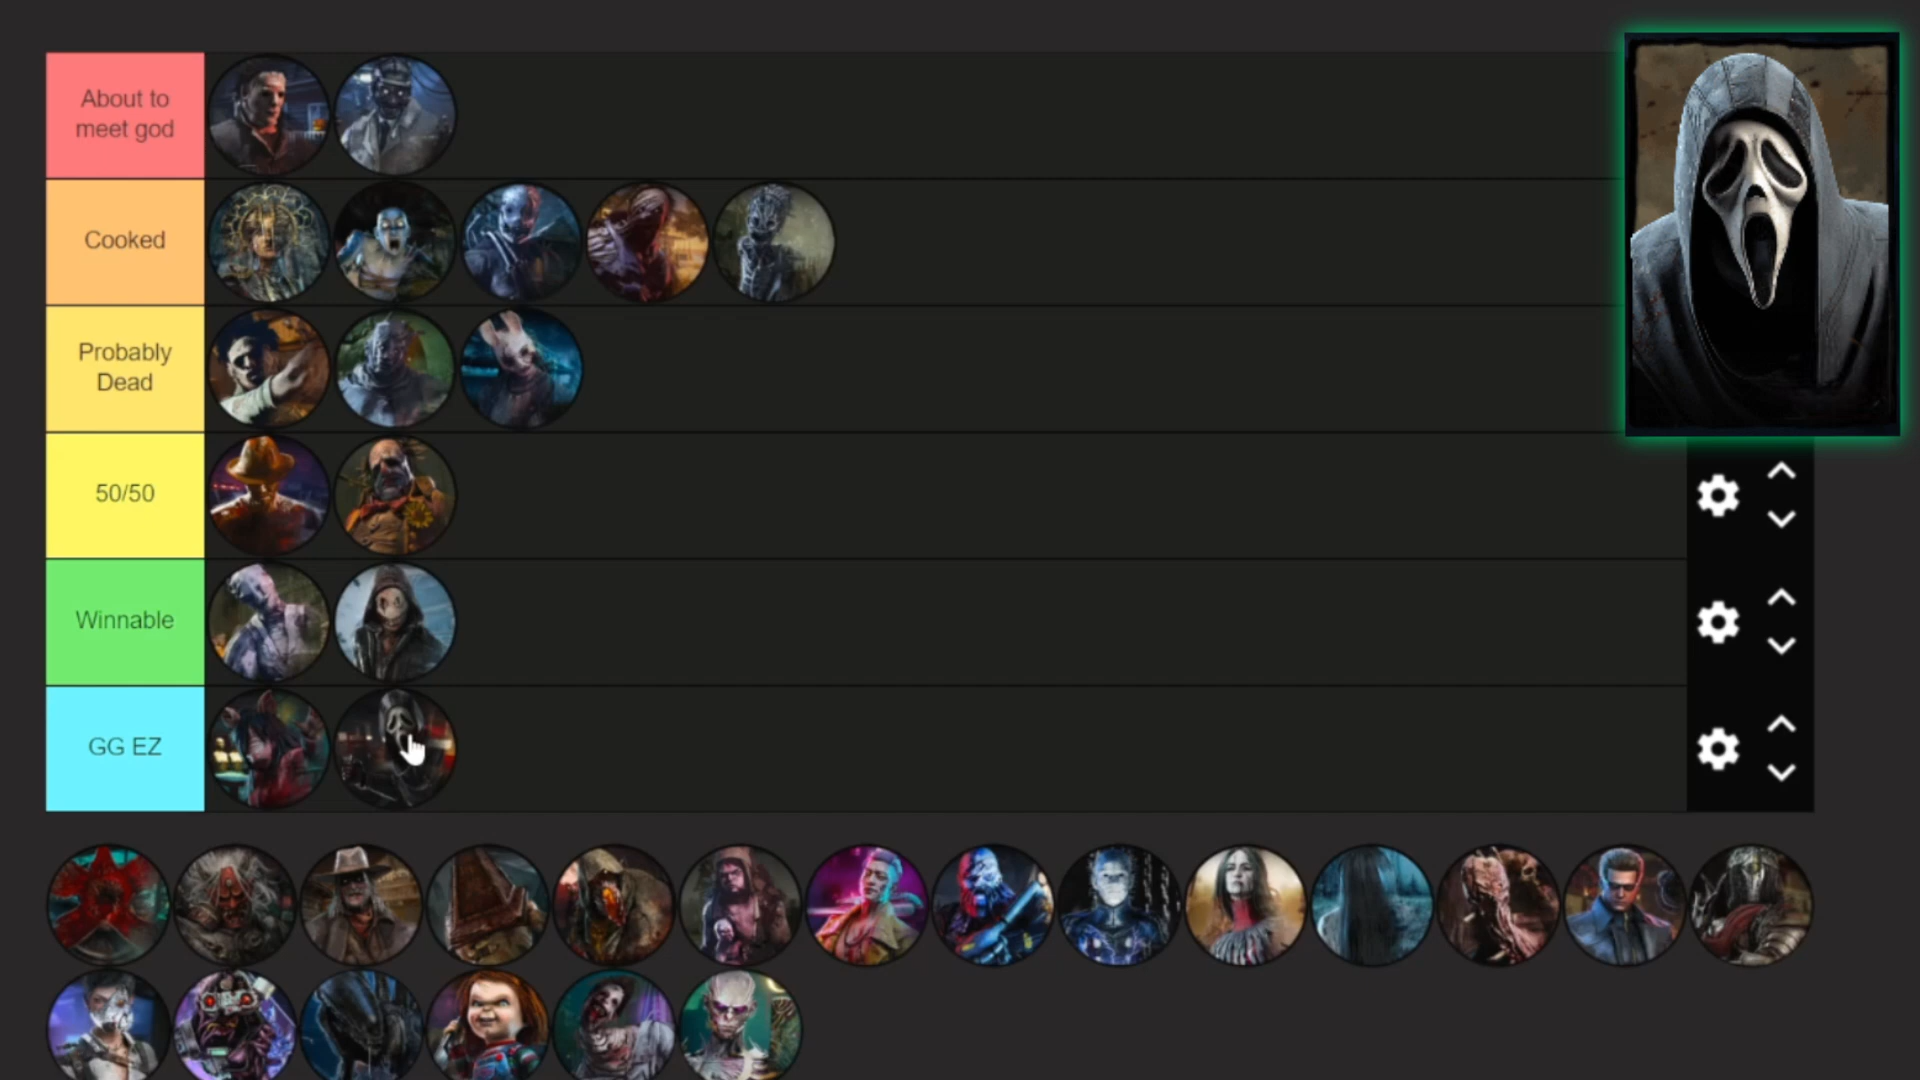 About to
meet god
Cooked
Probably
Dead
50/50
Winnable
GG EZ